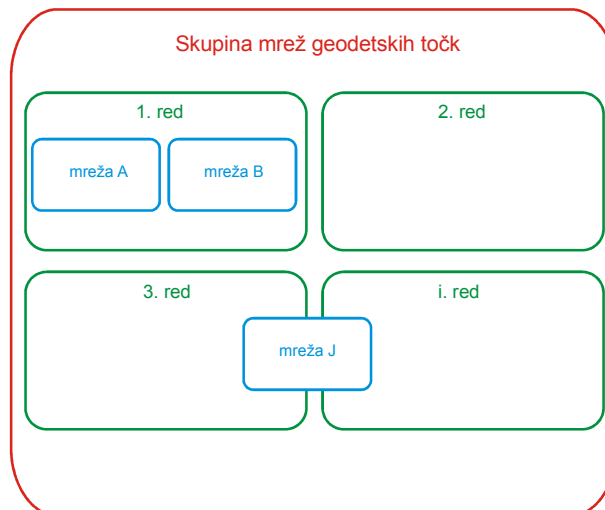 Skupina mrež geodetskih točk
1. red
2. red
mreža A
mreža B
3. red
i. red
mreža J